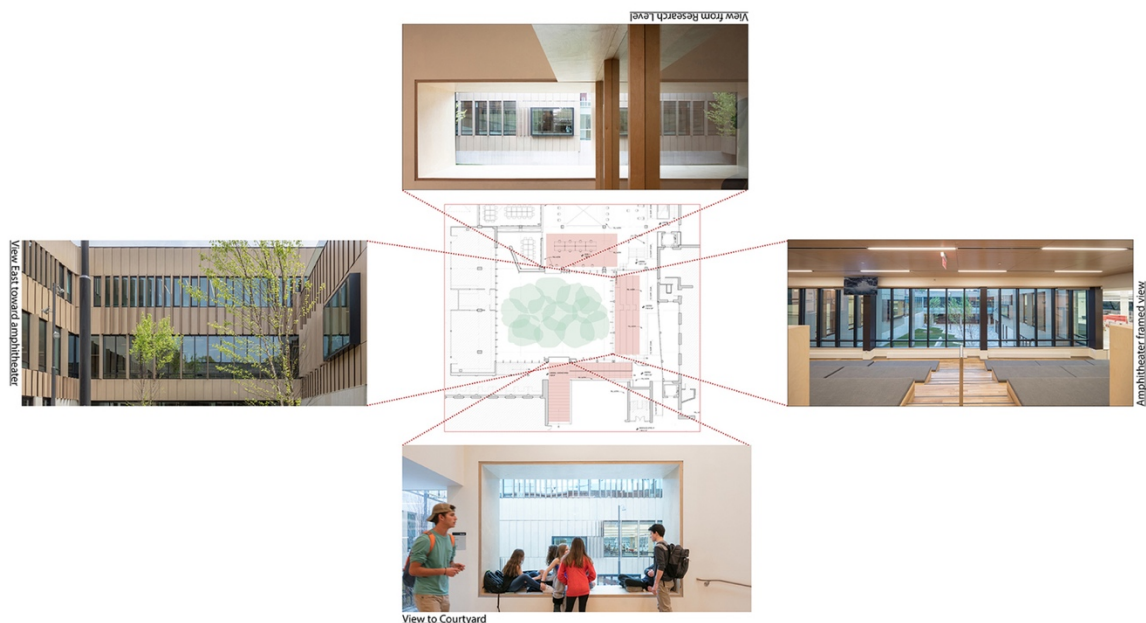 View from Research Level
View East toward amphitheater
Amphitheater framed view
View to Courtyard